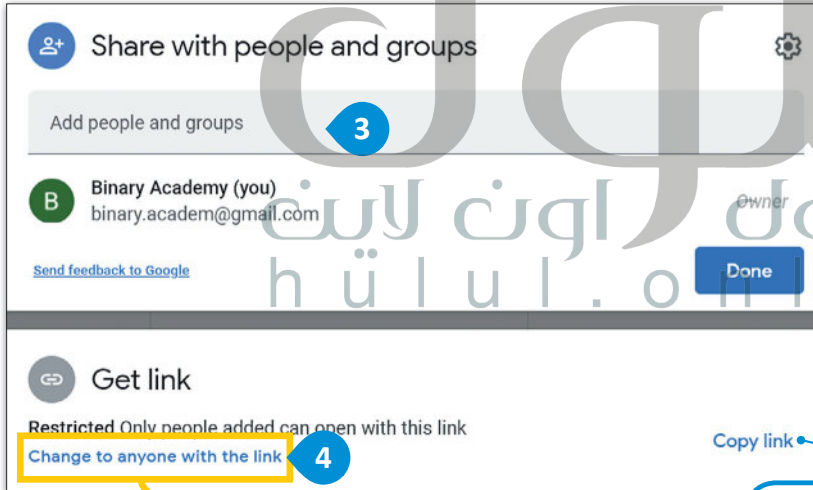 Share with people and groups
Add people and groups
3
B
Binary Academy (you)
binary.academ@gmail.com
Owner
Send feedback to Google
Done
اون لاين
hülul.onl
Get link
Restricted Only people added can open with this link
Change to anyone with the link
4
Copy link